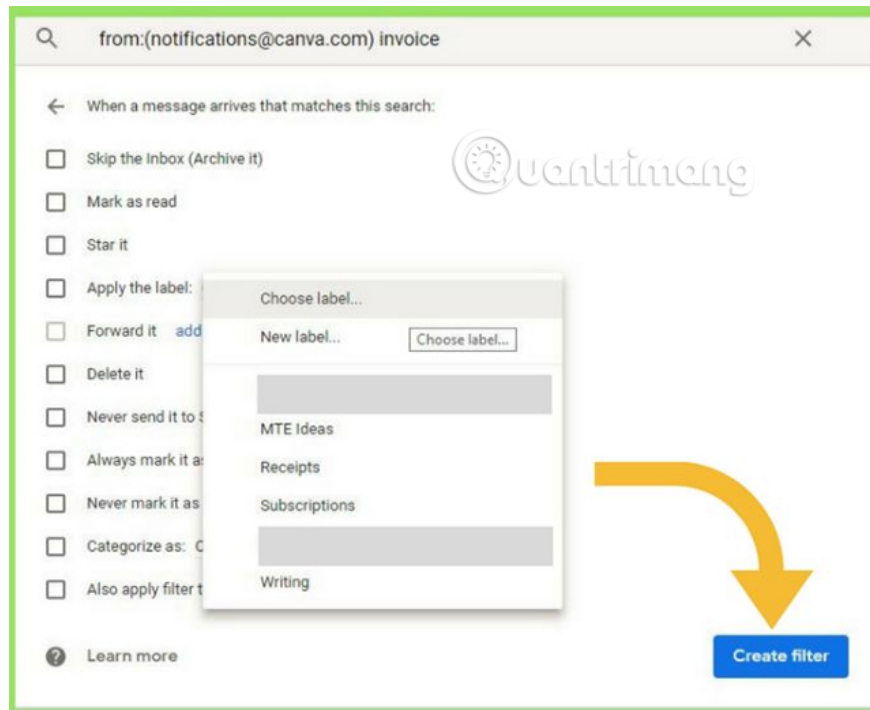 from:(notifications@canva.com) invoice
When a message arrives that matches this search:
Quantrimang
Skip the Inbox (Archive it)
Mark as read
Star it
Apply the label:
Choose label...
Forward it add
New label...
Choose label...
Delete it
Never send it to S
MTE Ideas
Always mark it as
Receipts
Never mark it as
Subscriptions
Categorize as: C
Also apply filter t
Writing
Learn more
Create filter